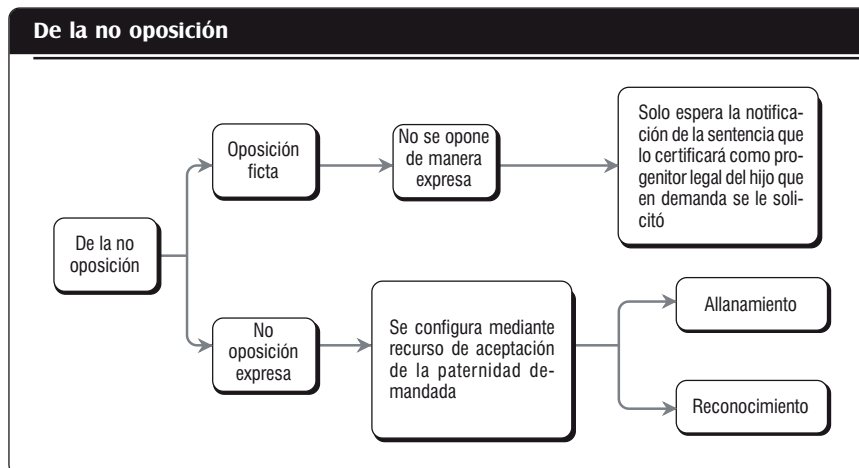 De la no oposición
De la no
oposición
Oposición
ficta
No se opone
de manera
expresa
Solo espera la notifica-
ción de la sentencia que
lo certificará como pro-
genitor legal del hijo que
en demanda se le soli-
citó
No
oposición
expresa
Se configura mediante
recurso de aceptación
de la paternidad de-
mandada
Allanamiento
Reconocimiento